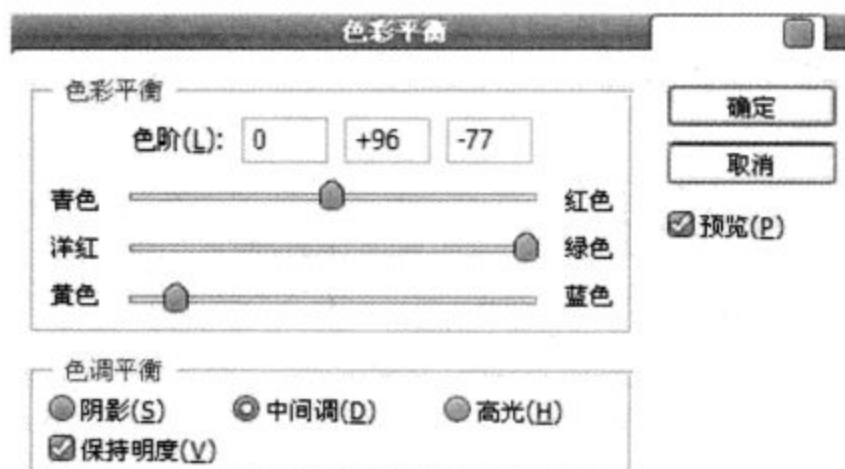 色彩平衡
色彩平衡
色阶(L): 0 +96 -77
青色 红色
洋红 绿色
黄色 蓝色
确定
取消
预览(P)
色调平衡
阴影(S) 中间调(D) 高光(H)
保持明度(V)